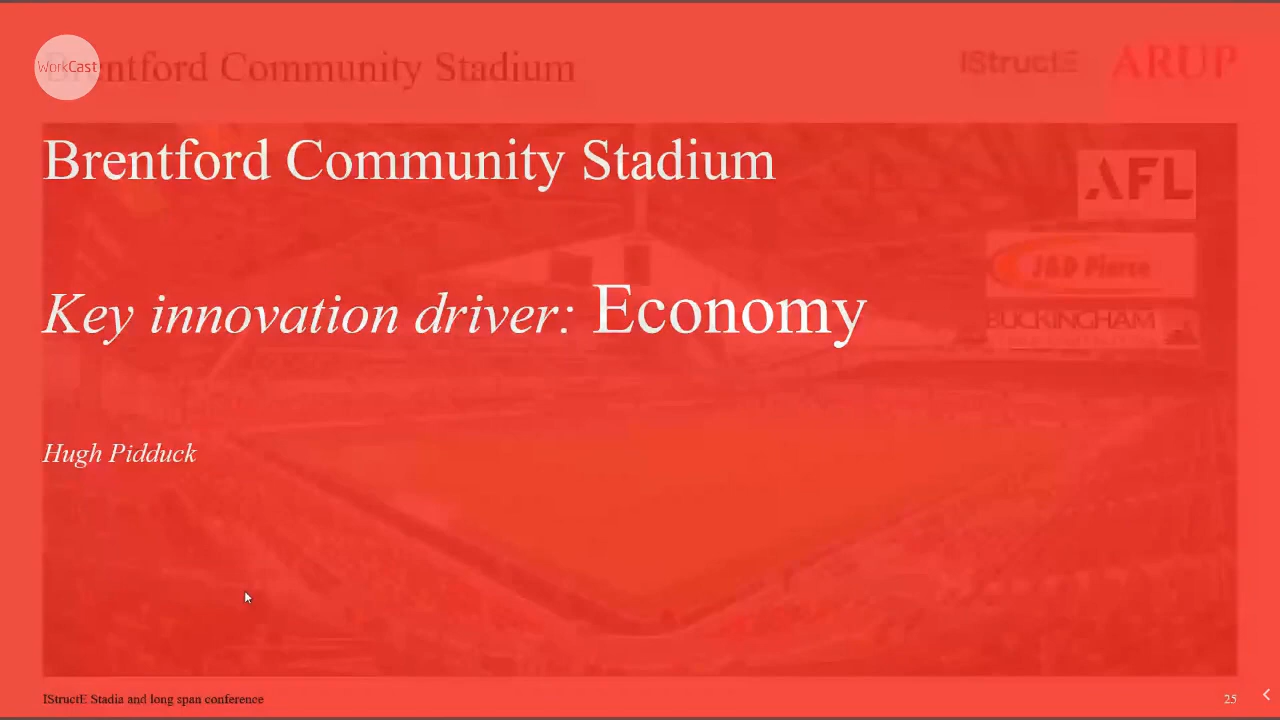 WorkCast
Brentford Community Stadium
IStructE
ARUP
Brentford Community Stadium
AFL
J&D Pierce
Key innovation driver: Economy
BUCKINGHAM
Hugh Pidduck
IStructE Stadia and long span conference
25